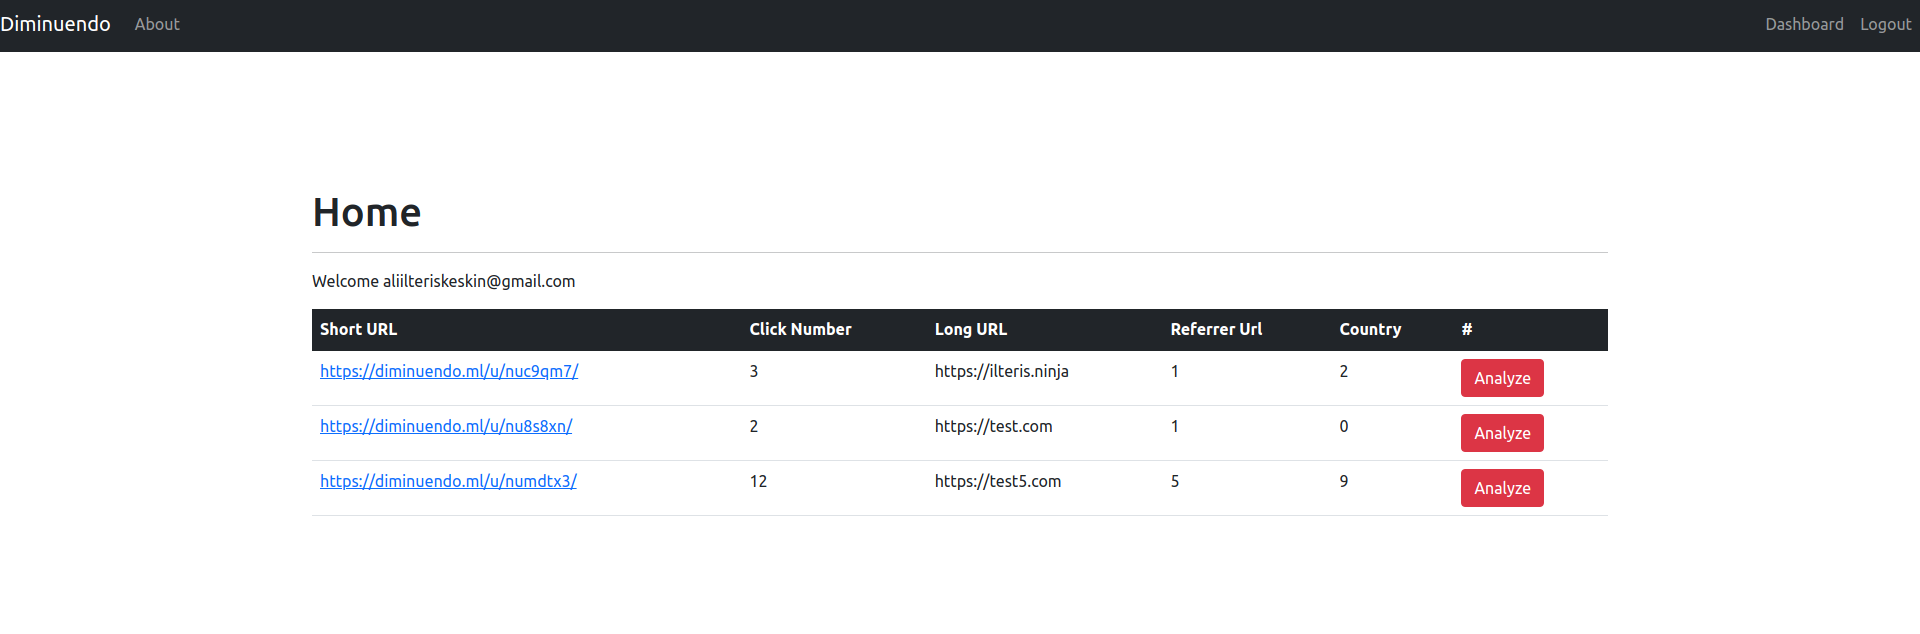 Diminuendo About Dashboard Logout
Home
Welcome aliilteriskeskin@gmail.com
Short URL Click Number Long URL Referrer Url Country #
https://diminuendo.ml/u/nuc9qm7/ 3 https://ilteris.ninja 1 2 Analyze
https://diminuendo.ml/u/nu8s8xn/ 2 https://test.com 1 0 Analyze
https://diminuendo.ml/u/numdtx3/ 12 https://test5.com 5 9 Analyze